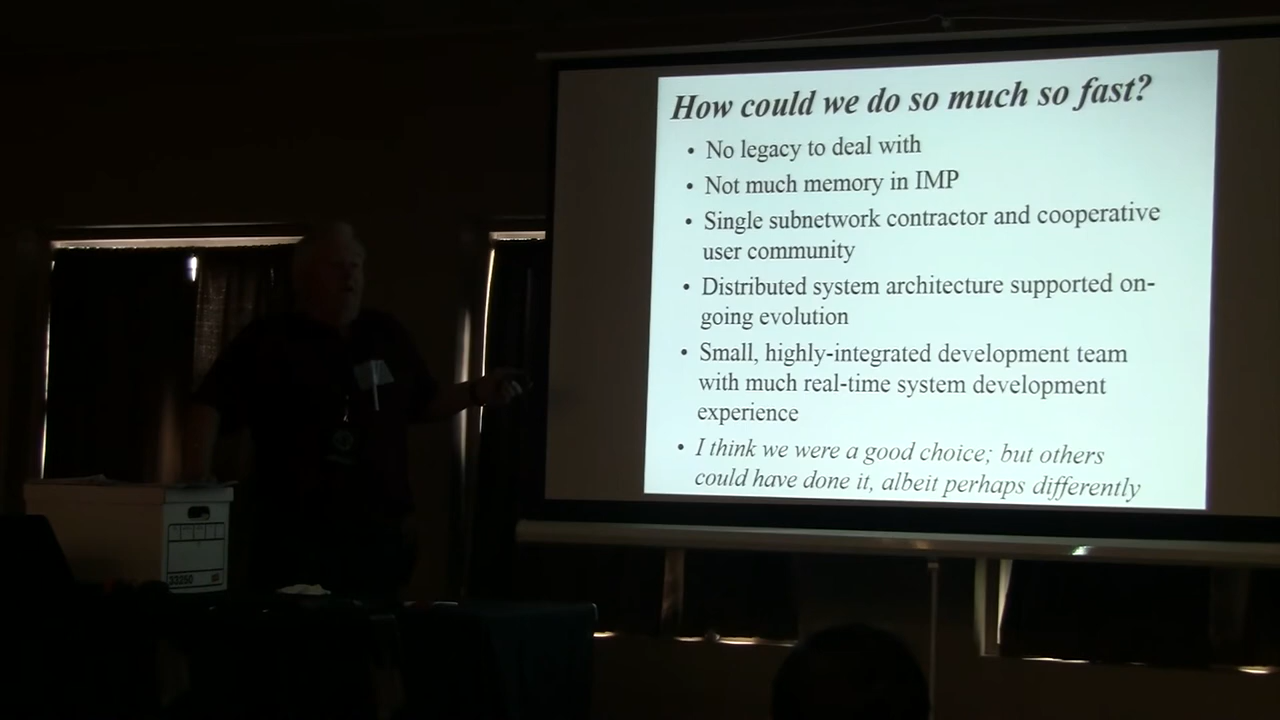 How could we do so much so fast?
• No legacy to deal with
• Not much memory in IMP
• Single subnetwork contractor and cooperative
user community
• Distributed system architecture supported on-
going evolution
• Small, highly-integrated development team
with much real-time system development
experience
• I think we were a good choice; but others
could have done it, albeit perhaps differently
33250